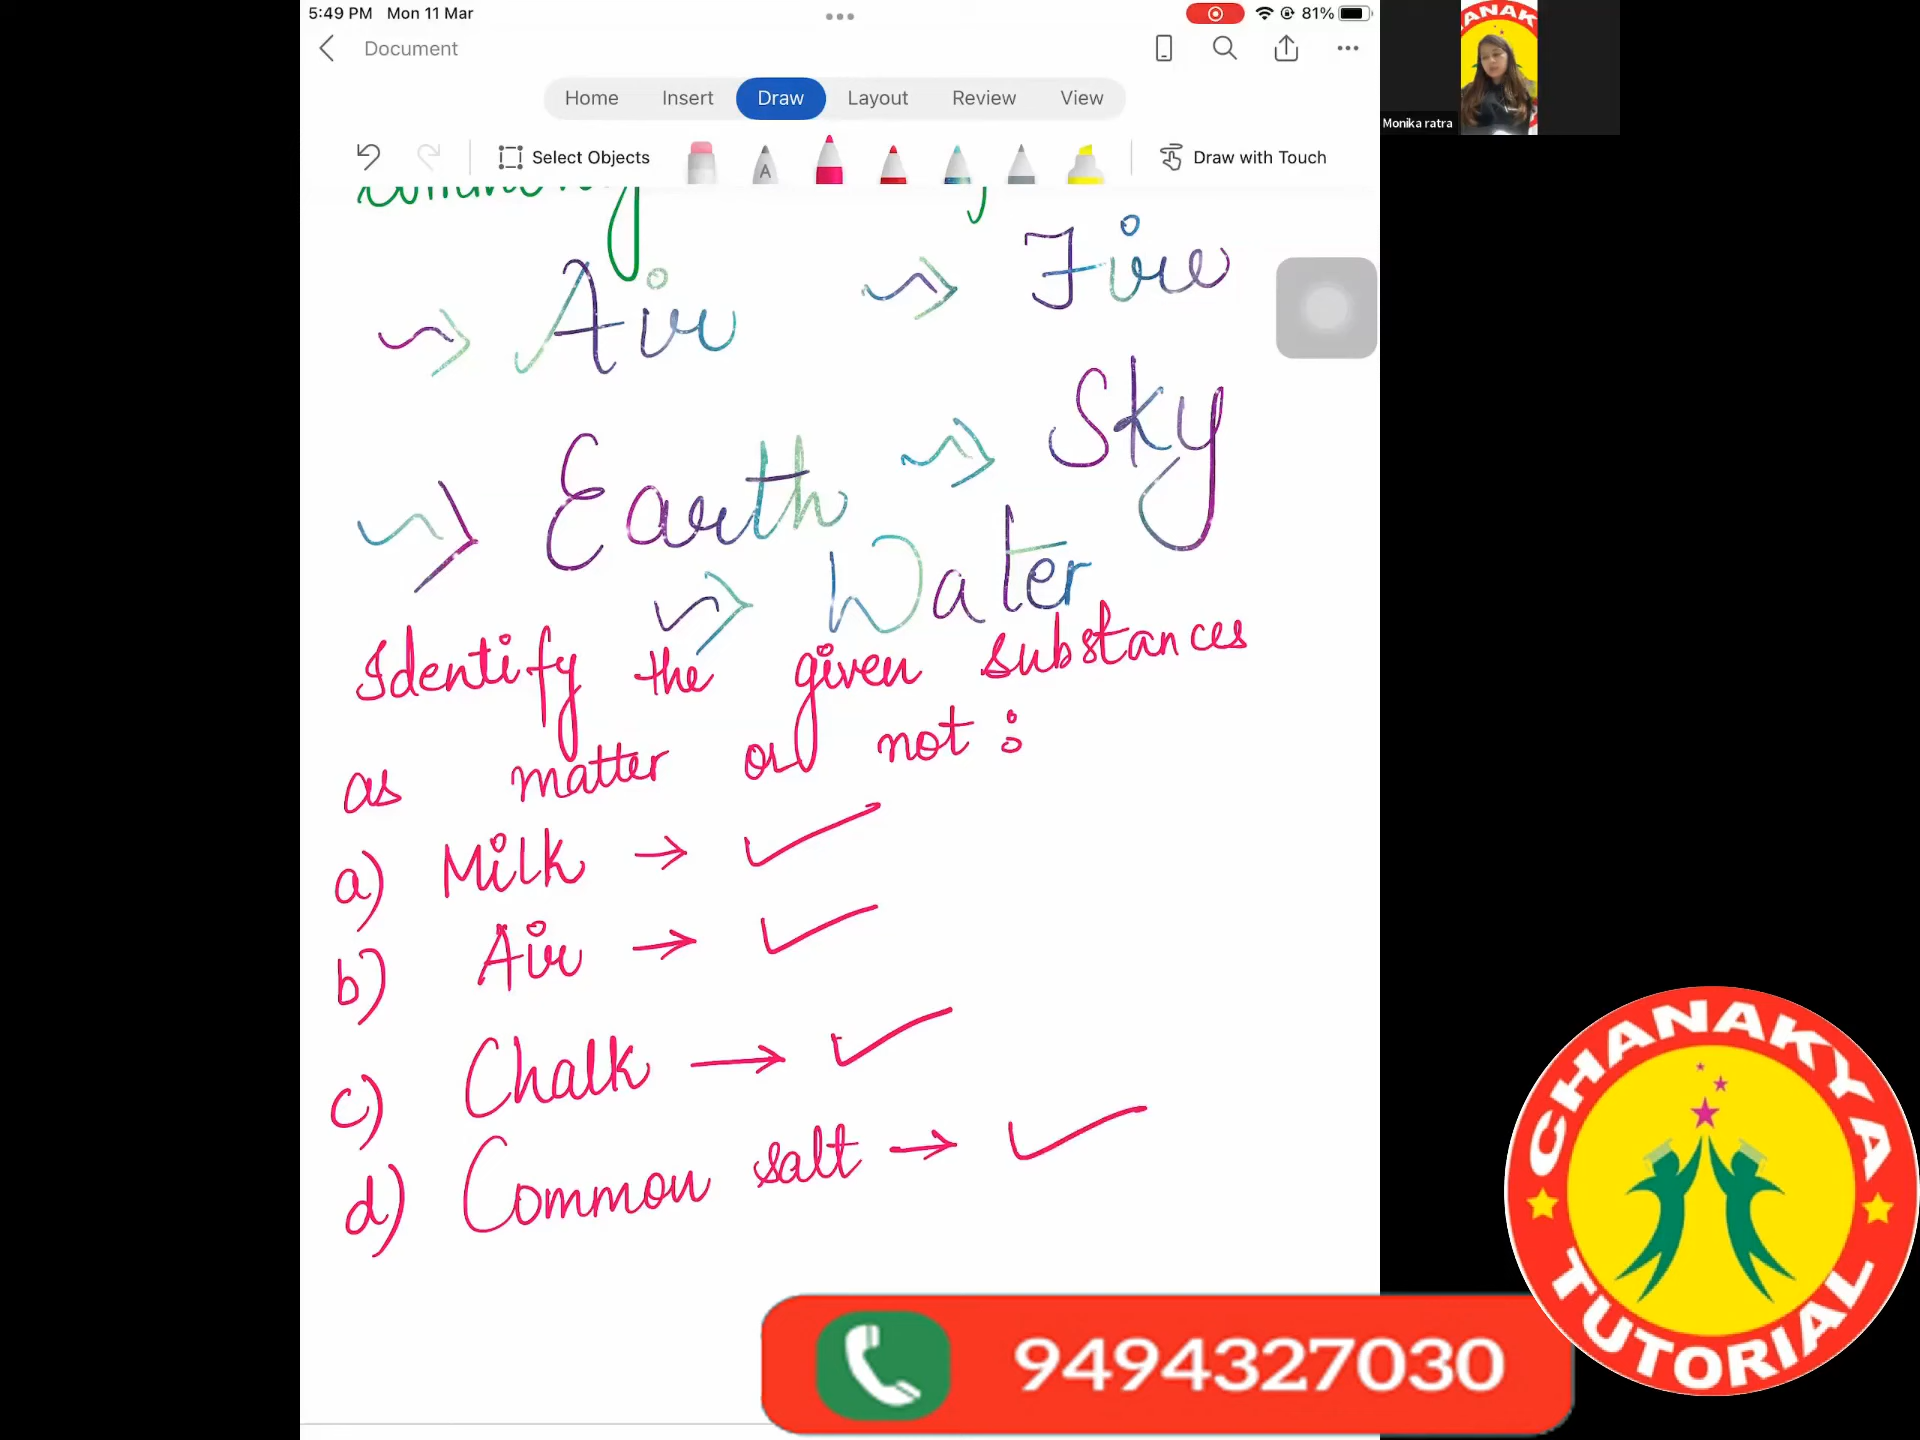 5:49 PM Mon 11 Mar
81%
Document
Home Insert Draw Layout Review View
Select Objects
A
Draw with Touch
Monika ratra
CHANAK
Air
Fire
Sky
Earth
Water
Identify the given substances
as matter or not :
a) Milk → ✓
b) Air → ✓
c) Chalk → ✓
d) Common salt → ✓
CHANAKYA
TUTORIAL
9494327030